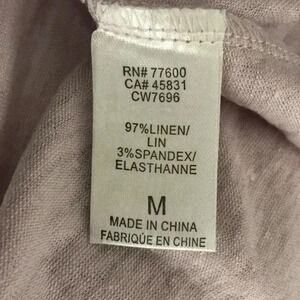 RN# 77600
CA# 45831
CW7696
97%LINEN/
LIN
3%SPANDEX/
ELASTHANNE
M
MADE IN CHINA
FABRIQUÉ EN CHINE